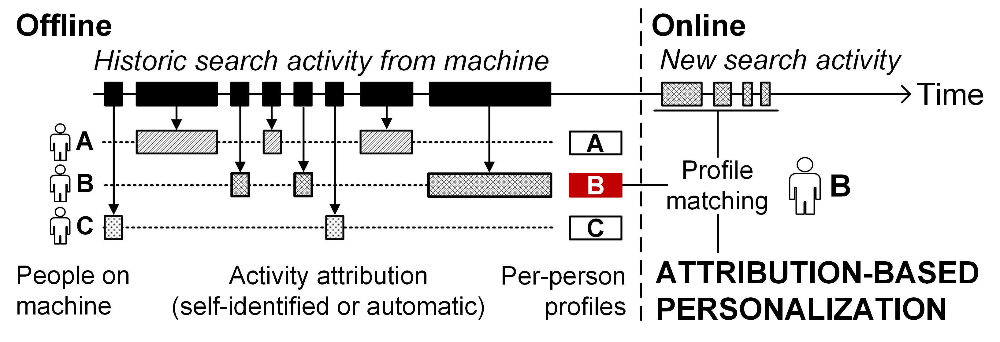 Offline
Online
Historic search activity from machine
New search activity
Time
A
A
B
B
Profile
matching
B
C
C
People on
machine
Activity attribution
(self-identified or automatic)
Per-person
profiles
ATTRIBUTION-BASED
PERSONALIZATION